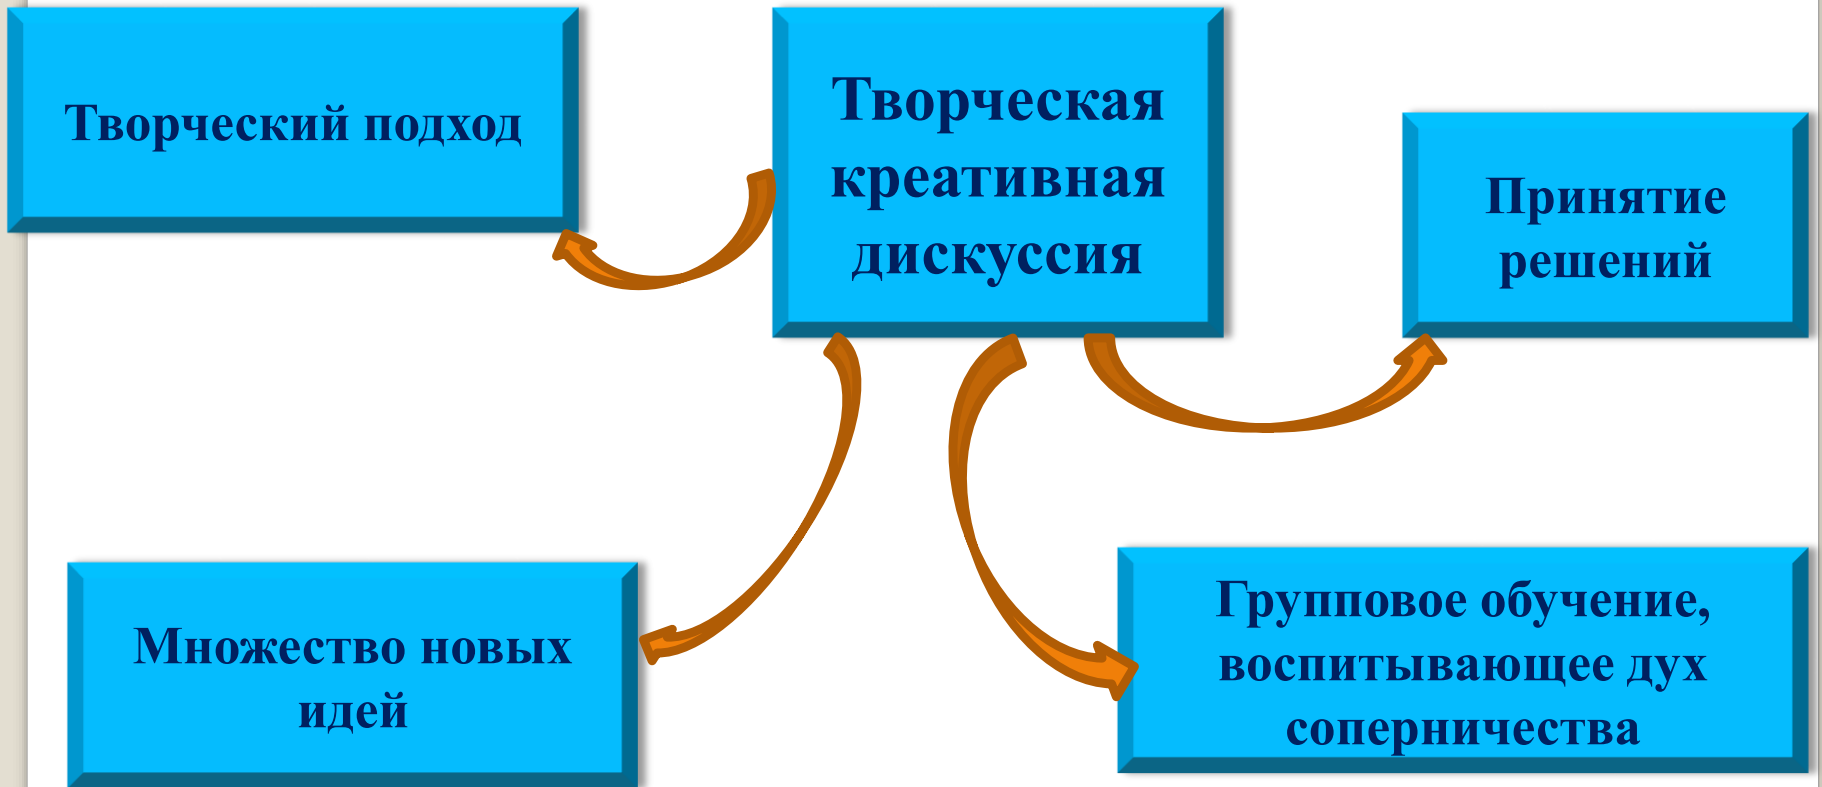 Творческий подход
Творческая
креативная
дискуссия
Принятие
решений
Множество новых
идей
Групповое обучение,
воспитывающее дух
соперничества